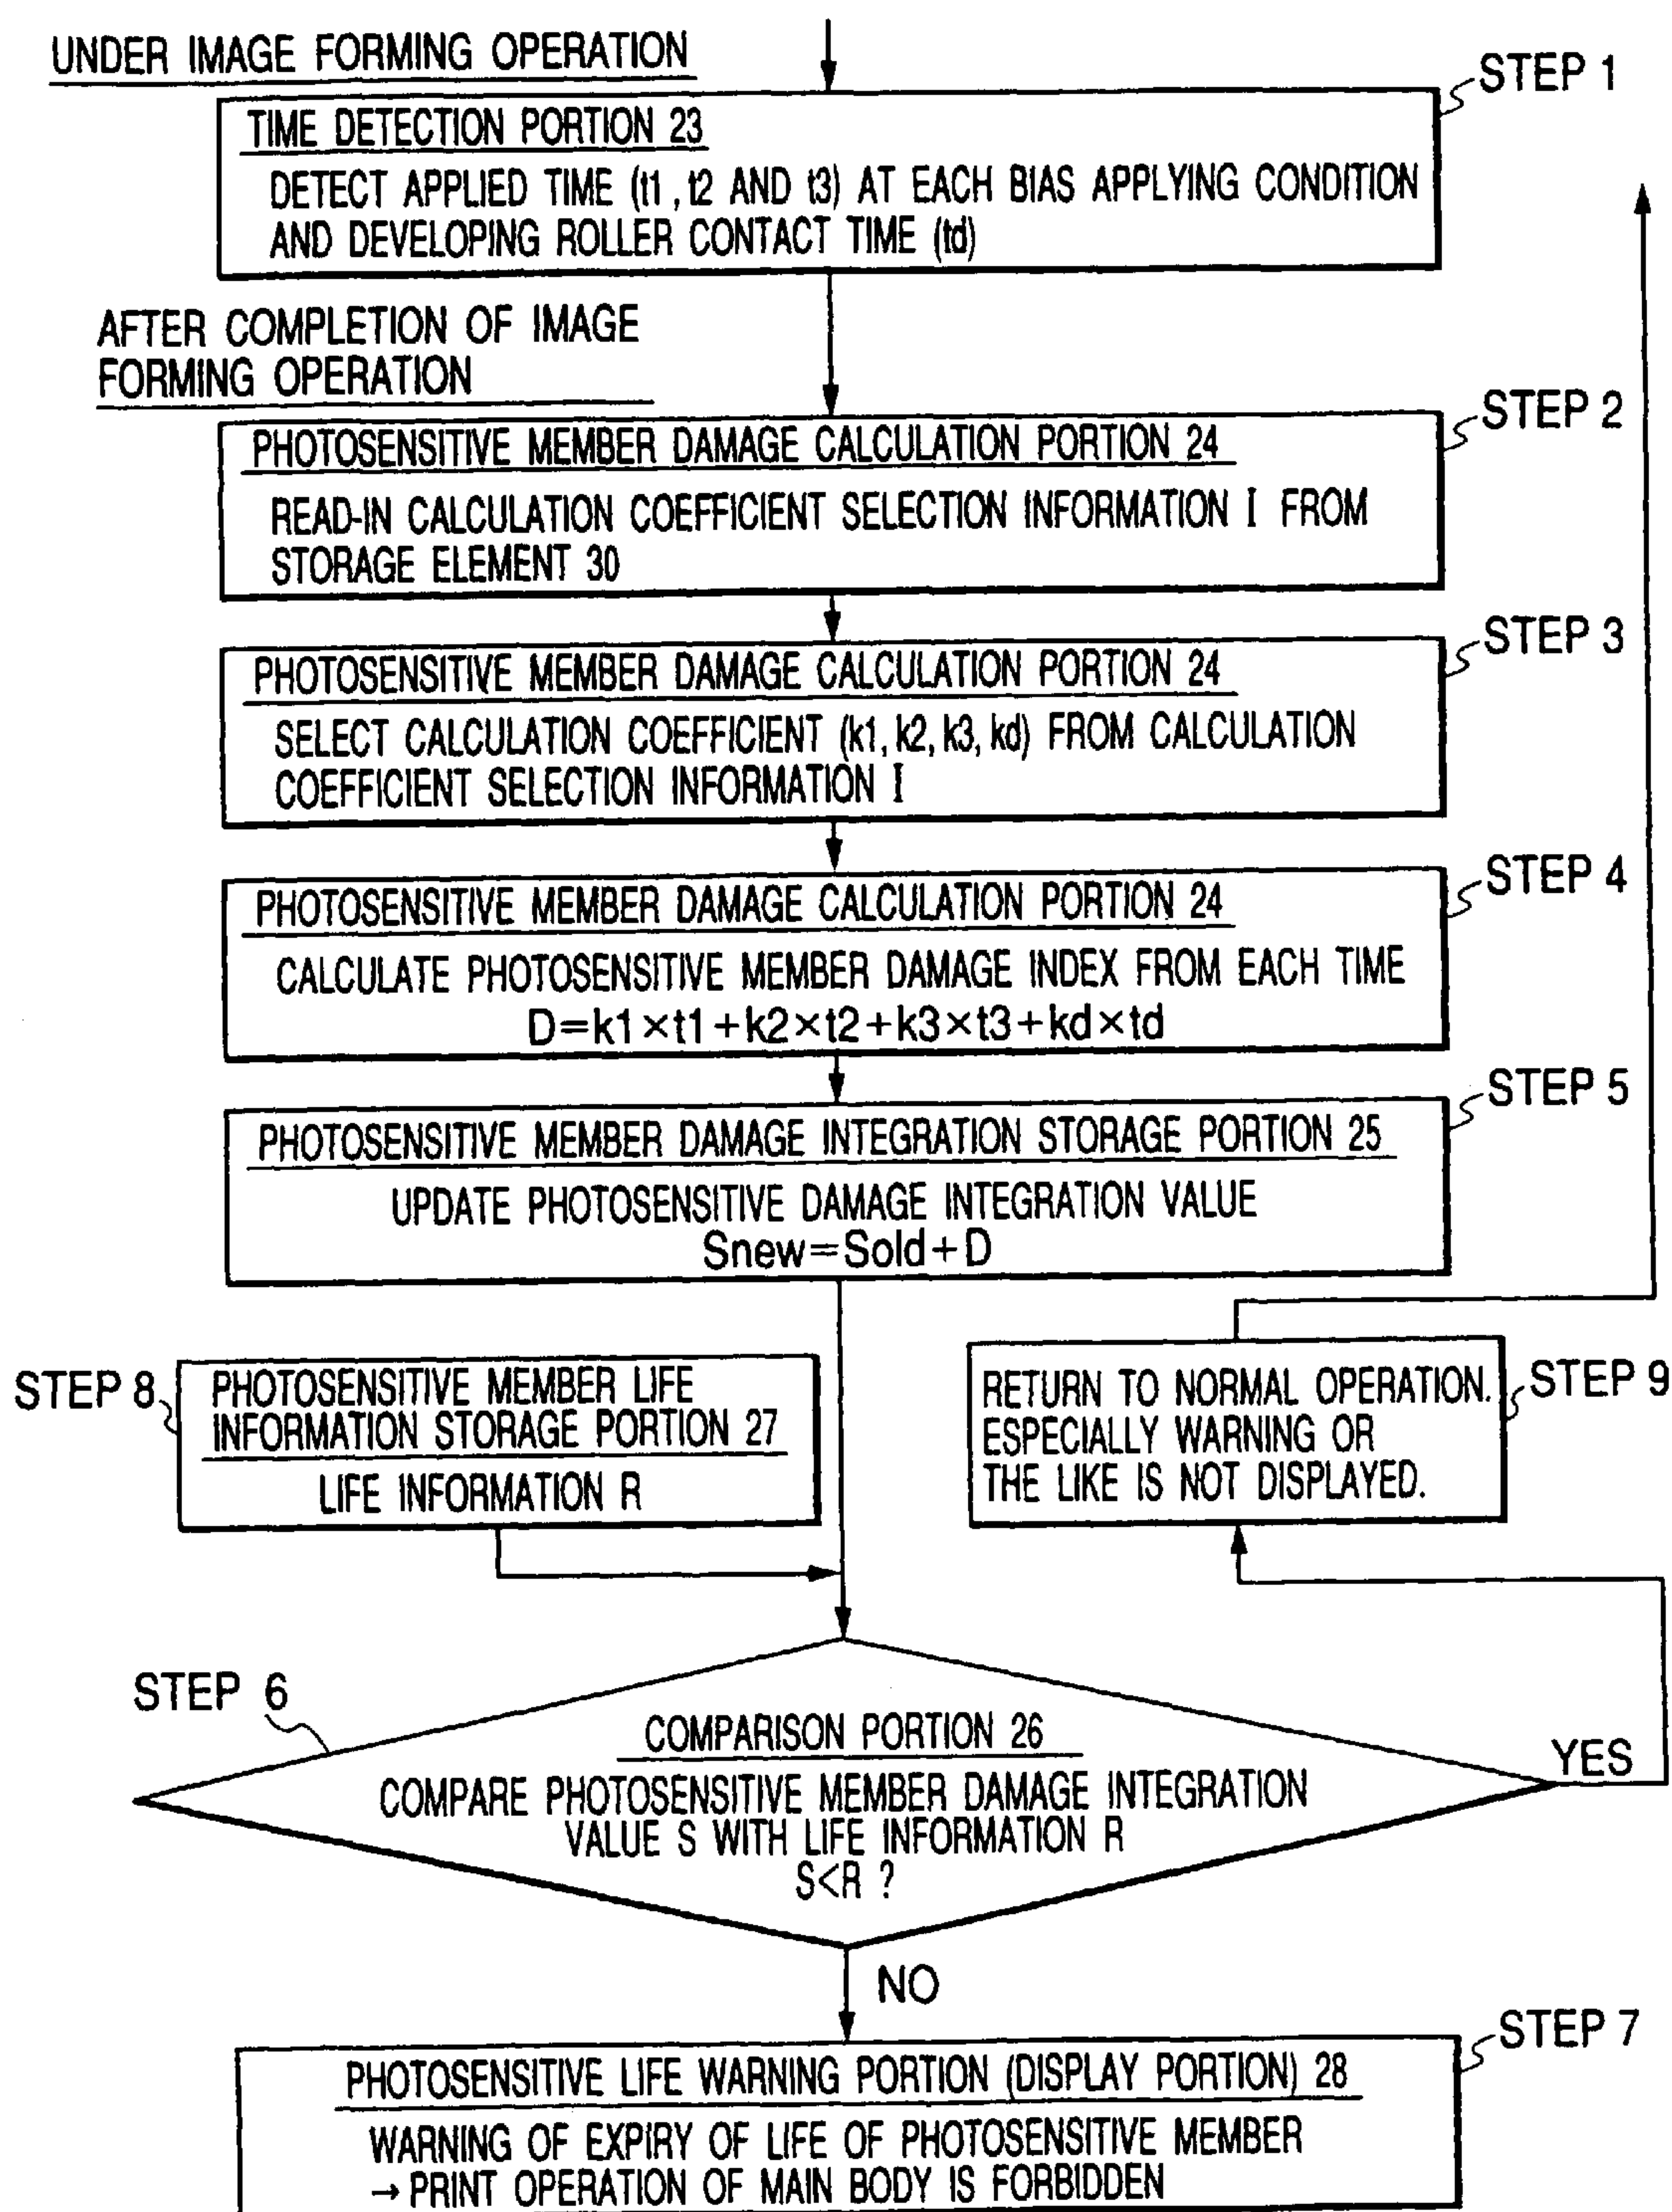 UNDER IMAGE FORMING OPERATION
STEP 1
TIME DETECTION PORTION 23
DETECT APPLIED TIME (t1, t2 AND t3) AT EACH BIAS APPLYING CONDITION
AND DEVELOPING ROLLER CONTACT TIME (td)
AFTER COMPLETION OF IMAGE
FORMING OPERATION
STEP 2
PHOTOSENSITIVE MEMBER DAMAGE CALCULATION PORTION 24
READ-IN CALCULATION COEFFICIENT SELECTION INFORMATION I FROM
STORAGE ELEMENT 30
STEP 3
PHOTOSENSITIVE MEMBER DAMAGE CALCULATION PORTION 24
SELECT CALCULATION COEFFICIENT (k1, k2, k3, kd) FROM CALCULATION
COEFFICIENT SELECTION INFORMATION I
STEP 4
PHOTOSENSITIVE MEMBER DAMAGE CALCULATION PORTION 24
CALCULATE PHOTOSENSITIVE MEMBER DAMAGE INDEX FROM EACH TIME
D=k1×t1+k2×t2+k3×t3+kd×td
STEP 5
PHOTOSENSITIVE MEMBER DAMAGE INTEGRATION STORAGE PORTION 25
UPDATE PHOTOSENSITIVE DAMAGE INTEGRATION VALUE
Snew=Sold+D
STEP 8
PHOTOSENSITIVE MEMBER LIFE
INFORMATION STORAGE PORTION 27
LIFE INFORMATION R
STEP 9
RETURN TO NORMAL OPERATION.
ESPECIALLY WARNING OR
THE LIKE IS NOT DISPLAYED.
STEP 6
COMPARISON PORTION 26
COMPARE PHOTOSENSITIVE MEMBER DAMAGE INTEGRATION
VALUE S WITH LIFE INFORMATION R
S<R ?
YES
NO
STEP 7
PHOTOSENSITIVE LIFE WARNING PORTION (DISPLAY PORTION) 28
WARNING OF EXPIRY OF LIFE OF PHOTOSENSITIVE MEMBER
→ PRINT OPERATION OF MAIN BODY IS FORBIDDEN